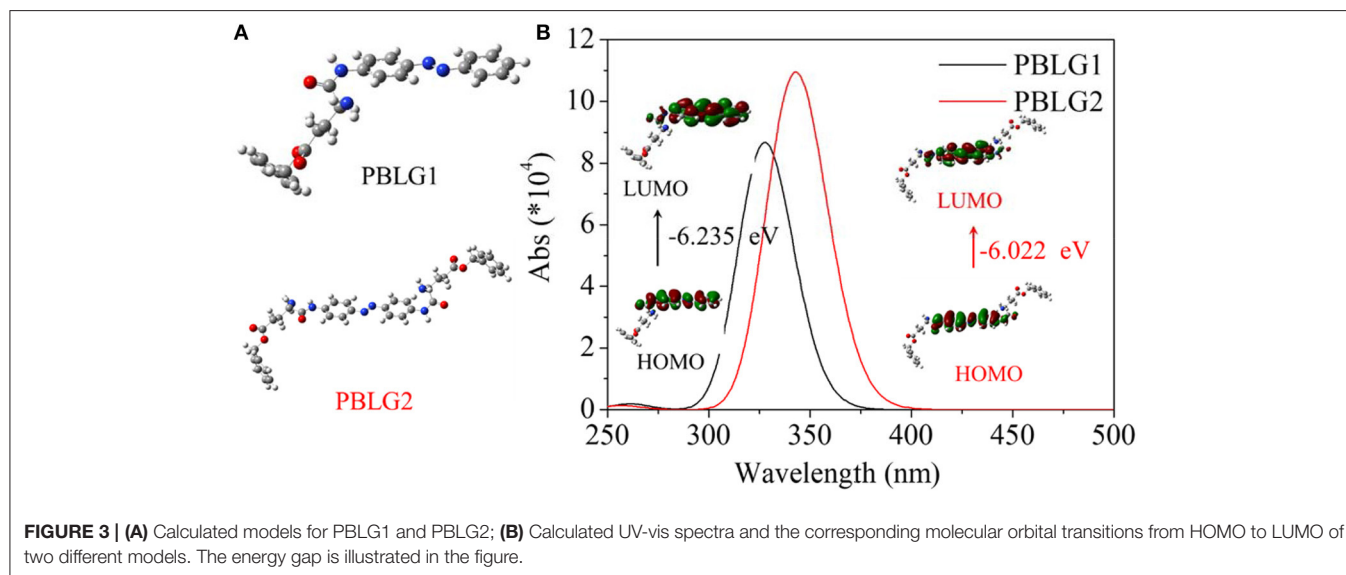 A
PBLG1
PBLG2
B
12
10
8
6
4
2
0
Abs (*10^4)
250
300
350
400
450
500
Wavelength (nm)
PBLG1
PBLG2
LUMO
-6.235 eV
HOMO
LUMO
-6.022 eV
HOMO
FIGURE 3 | (A) Calculated models for PBLG1 and PBLG2; (B) Calculated UV-vis spectra and the corresponding molecular orbital transitions from HOMO to LUMO of
two different models. The energy gap is illustrated in the figure.